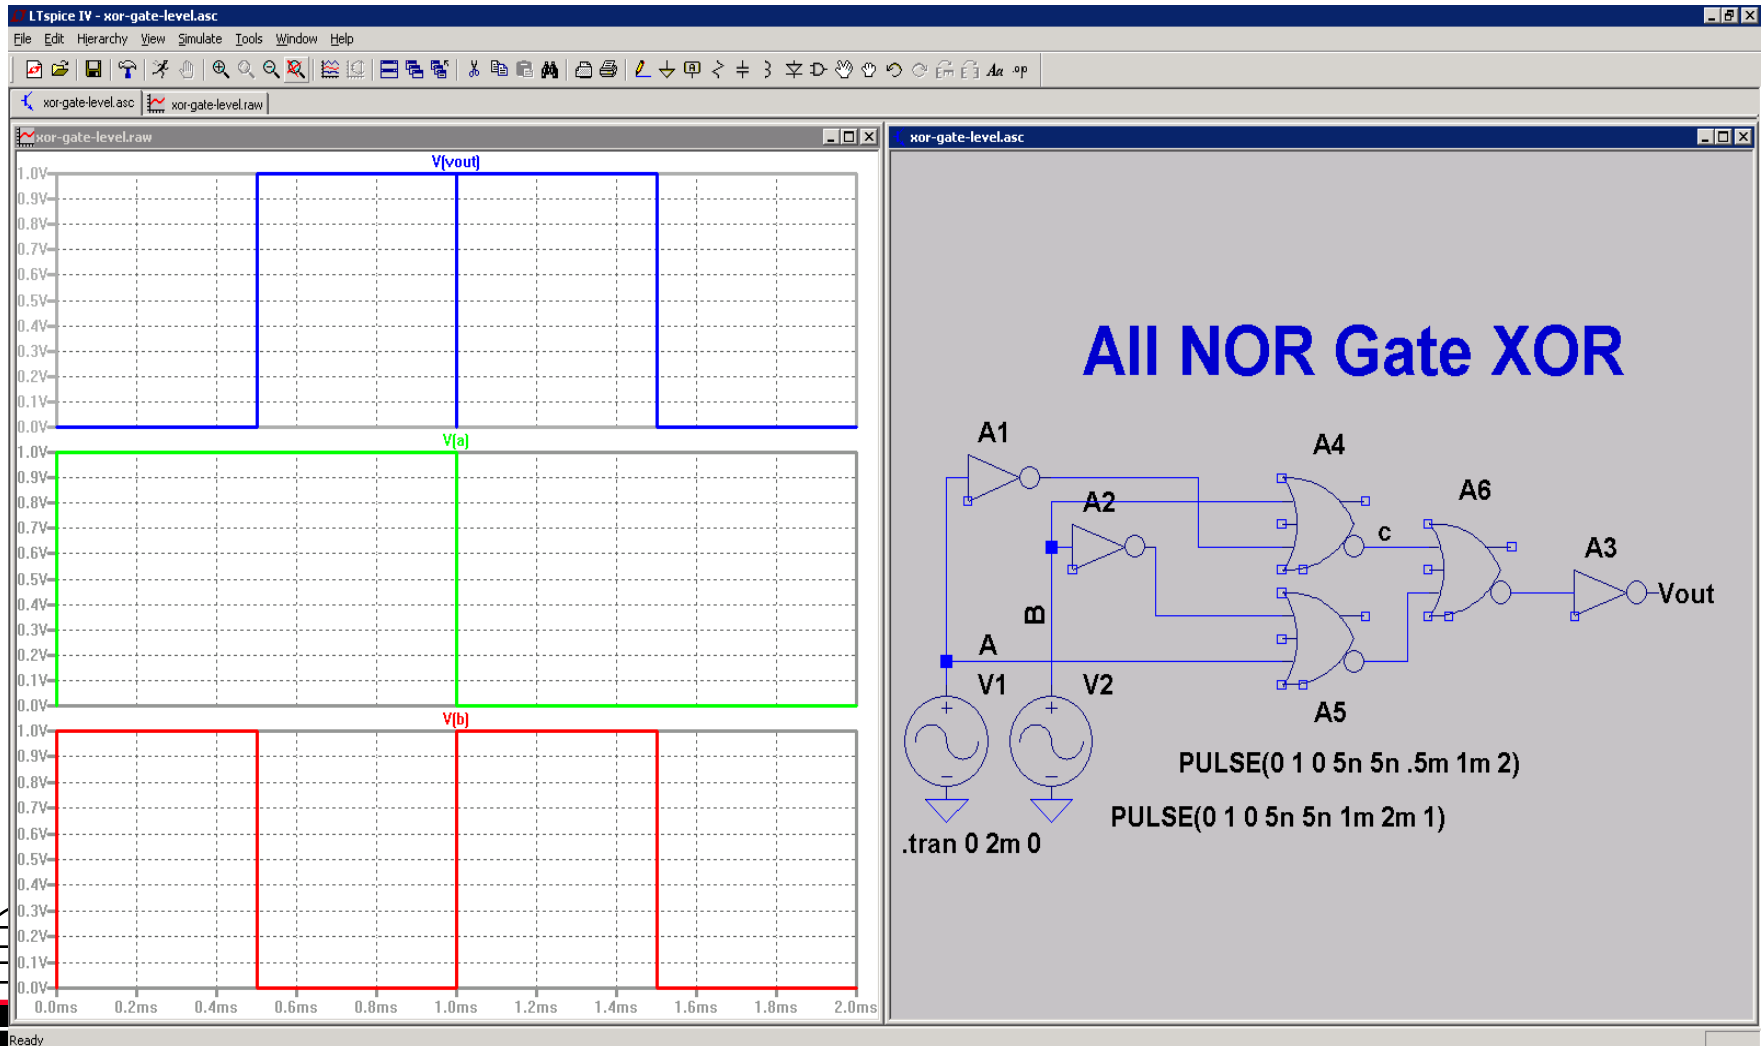 LTspice IV - xor-gate-level.asc
File Edit Hierarchy View Simulate Tools Window Help
Aa .op
xor-gate-level.asc xor-gate-level.raw
xor-gate-level.raw
V(vout)
1.0V
0.9V
0.8V
0.7V
0.6V
0.5V
0.4V
0.3V
0.2V
0.1V
0.0V
V(a)
1.0V
0.9V
0.8V
0.7V
0.6V
0.5V
0.4V
0.3V
0.2V
0.1V
0.0V
V(b)
1.0V
0.9V
0.8V
0.7V
0.6V
0.5V
0.4V
0.3V
0.2V
0.1V
0.0V
0.0ms 0.2ms 0.4ms 0.6ms 0.8ms 1.0ms 1.2ms 1.4ms 1.6ms 1.8ms 2.0ms
xor-gate-level.asc
All NOR Gate XOR
A1
A4
A2
A6
c
A3
Vout
B
A
V1 V2
A5
PULSE(0 1 0 5n 5n .5m 1m 2)
PULSE(0 1 0 5n 5n 1m 2m 1)
.tran 0 2m 0
Ready